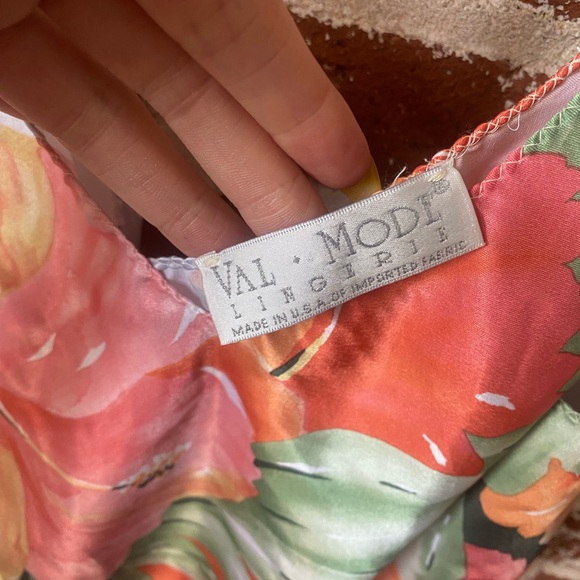 VAL • MODE®
LINGERIE
MADE IN U.S.A. OF IMPORTED FABRIC